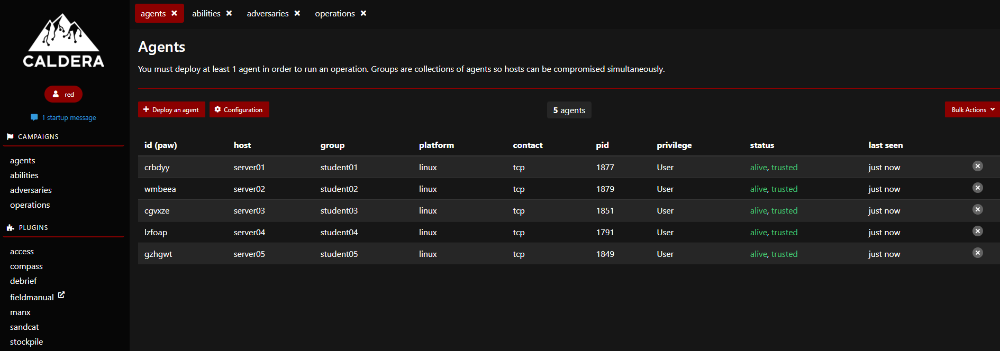 CALDERA
red
1 startup message
CAMPAIGNS
agents
abilities
adversaries
operations
PLUGINS
access
compass
debrief
fieldmanual
manx
sandcat
stockpile
agents abilities adversaries operations
Agents
You must deploy at least 1 agent in order to run an operation. Groups are collections of agents so hosts can be compromised simultaneously.
Deploy an agent Configuration 5 agents Bulk Actions
id (paw) host group platform contact pid privilege status last seen
crbdyy server01 student01 linux tcp 1877 User alive, trusted just now
wmbeea server02 student02 linux tcp 1879 User alive, trusted just now
cgvxze server03 student03 linux tcp 1851 User alive, trusted just now
lzfoap server04 student04 linux tcp 1791 User alive, trusted just now
gzhgwt server05 student05 linux tcp 1849 User alive, trusted just now